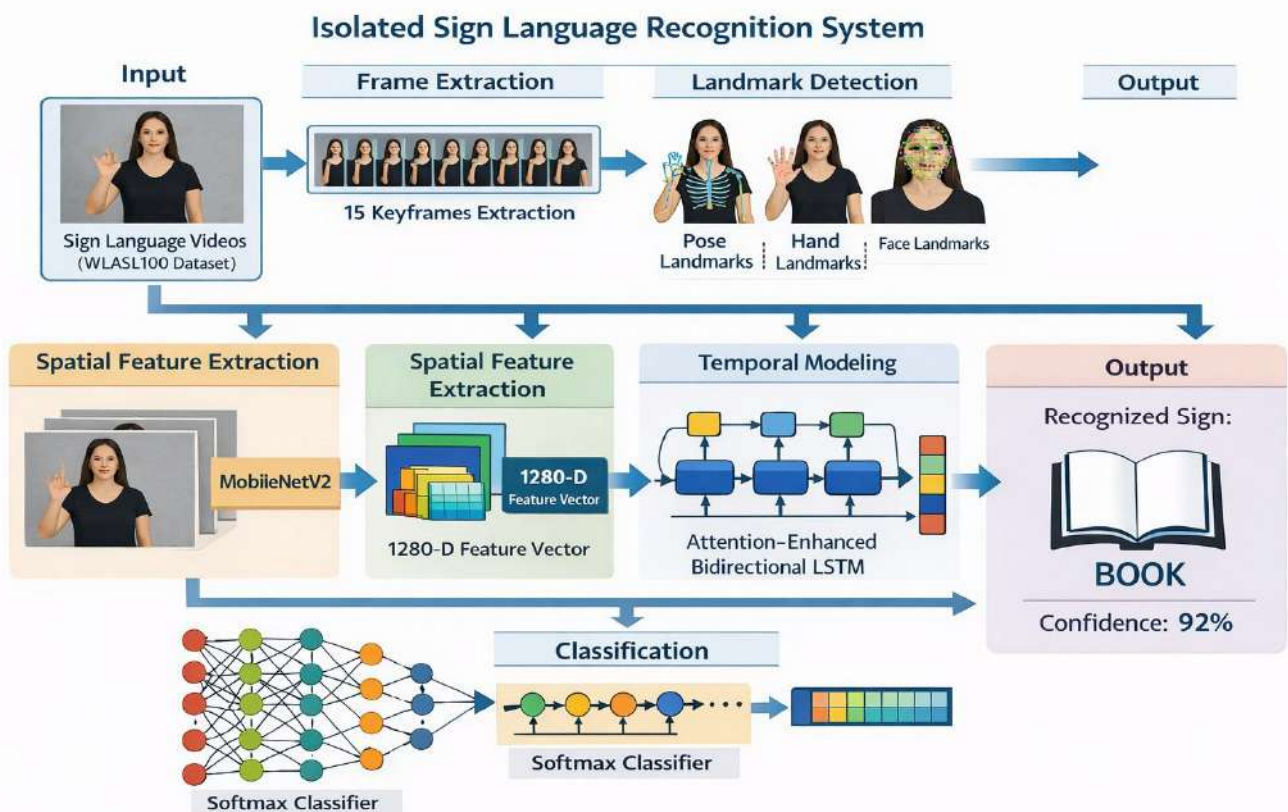 Isolated Sign Language Recognition System
Input
Frame Extraction
Landmark Detection
Output
Sign Language Videos
(WLASL100 Dataset)
15 Keyframes Extraction
Pose
Landmarks
Hand
Landmarks
Face Landmarks
Spatial Feature Extraction
MobileNetV2
Spatial Feature
Extraction
1280-D
Feature Vector
1280-D Feature Vector
Temporal Modeling
Attention-Enhanced
Bidirectional LSTM
Output
Recognized Sign:
BOOK
Confidence: 92%
Classification
Softmax Classifier
Softmax Classifier